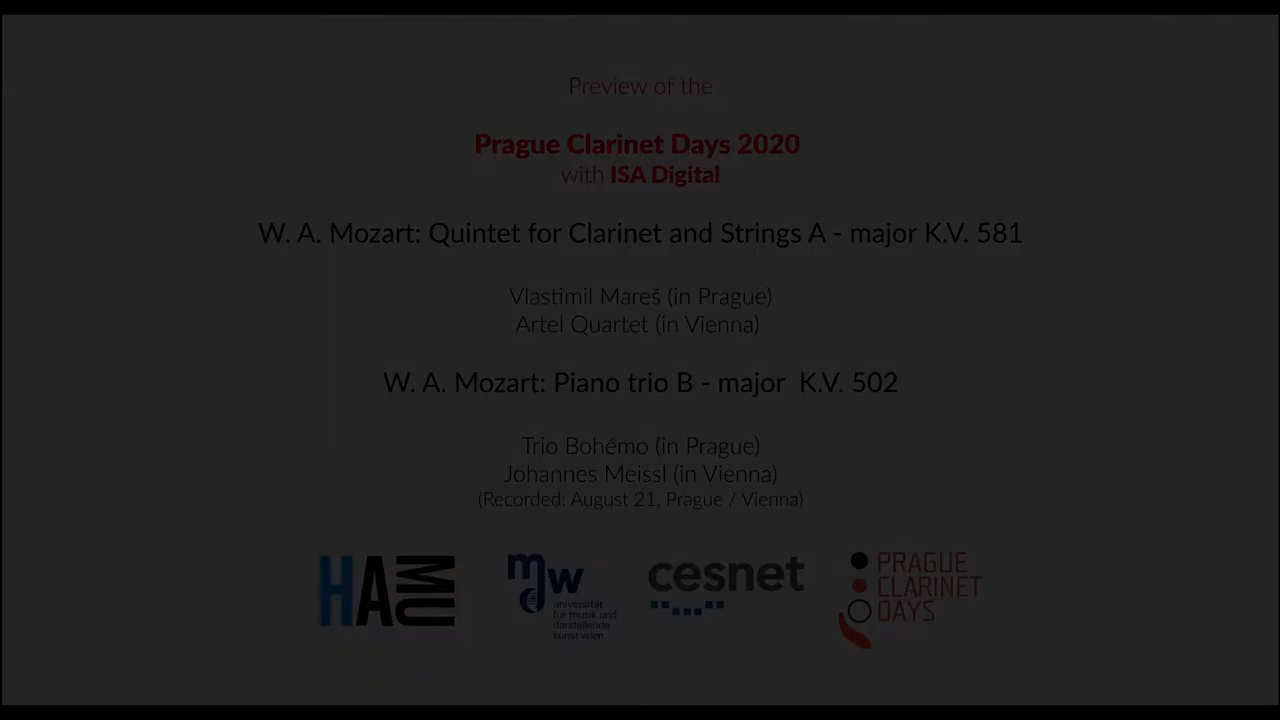 Preview of the
Prague Clarinet Days 2020
with ISA Digital
W. A. Mozart: Quintet for Clarinet and Strings A - major K.V. 581
Vlastimil Mareš (in Prague)
Artel Quartet (in Vienna)
W. A. Mozart: Piano trio B - major  K.V. 502
Trio Bohémo (in Prague)
Johannes Meissl (in Vienna)
(Recorded: August 21, Prague / Vienna)
HAMU
mdw
universität
für musik und
darstellende
kunst wien
cesnet
PRAGUE
CLARINET
DAYS